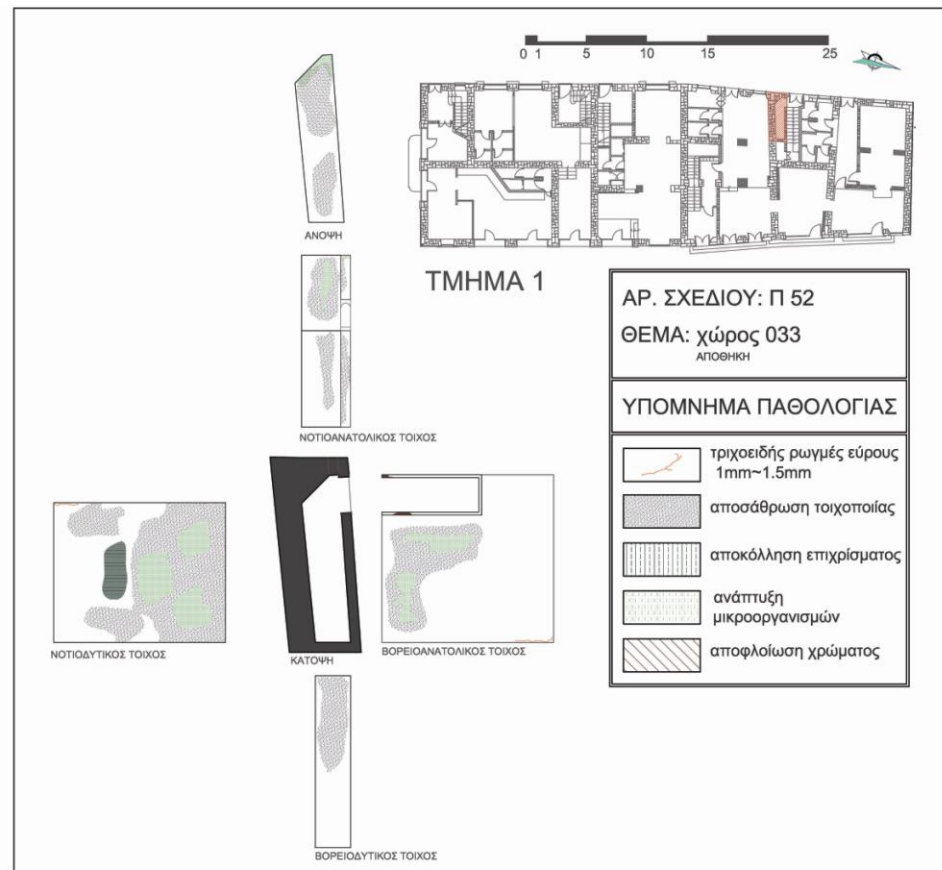 0 1 5 10 15 25
ΑΝΟΨΗ
ΤΜΗΜΑ 1
ΑΡ. ΣΧΕΔΙΟΥ: Π 52
ΘΕΜΑ: χώρος 033
ΑΠΟΘΗΚΗ
ΥΠΟΜΝΗΜΑ ΠΑΘΟΛΟΓΙΑΣ
τριχοειδής ρωγμές εύρους
1mm~1.5mm
αποσάθρωση τοιχοποιίας
αποκόλληση επιχρίσματος
ανάπτυξη
μικροοργανισμών
αποφλοίωση χρώματος
ΝΟΤΙΟΑΝΑΤΟΛΙΚΟΣ ΤΟΙΧΟΣ
ΝΟΤΙΟΔΥΤΙΚΟΣ ΤΟΙΧΟΣ
ΚΑΤΟΨΗ
ΒΟΡΕΙΟΑΝΑΤΟΛΙΚΟΣ ΤΟΙΧΟΣ
ΒΟΡΕΙΟΔΥΤΙΚΟΣ ΤΟΙΧΟΣ